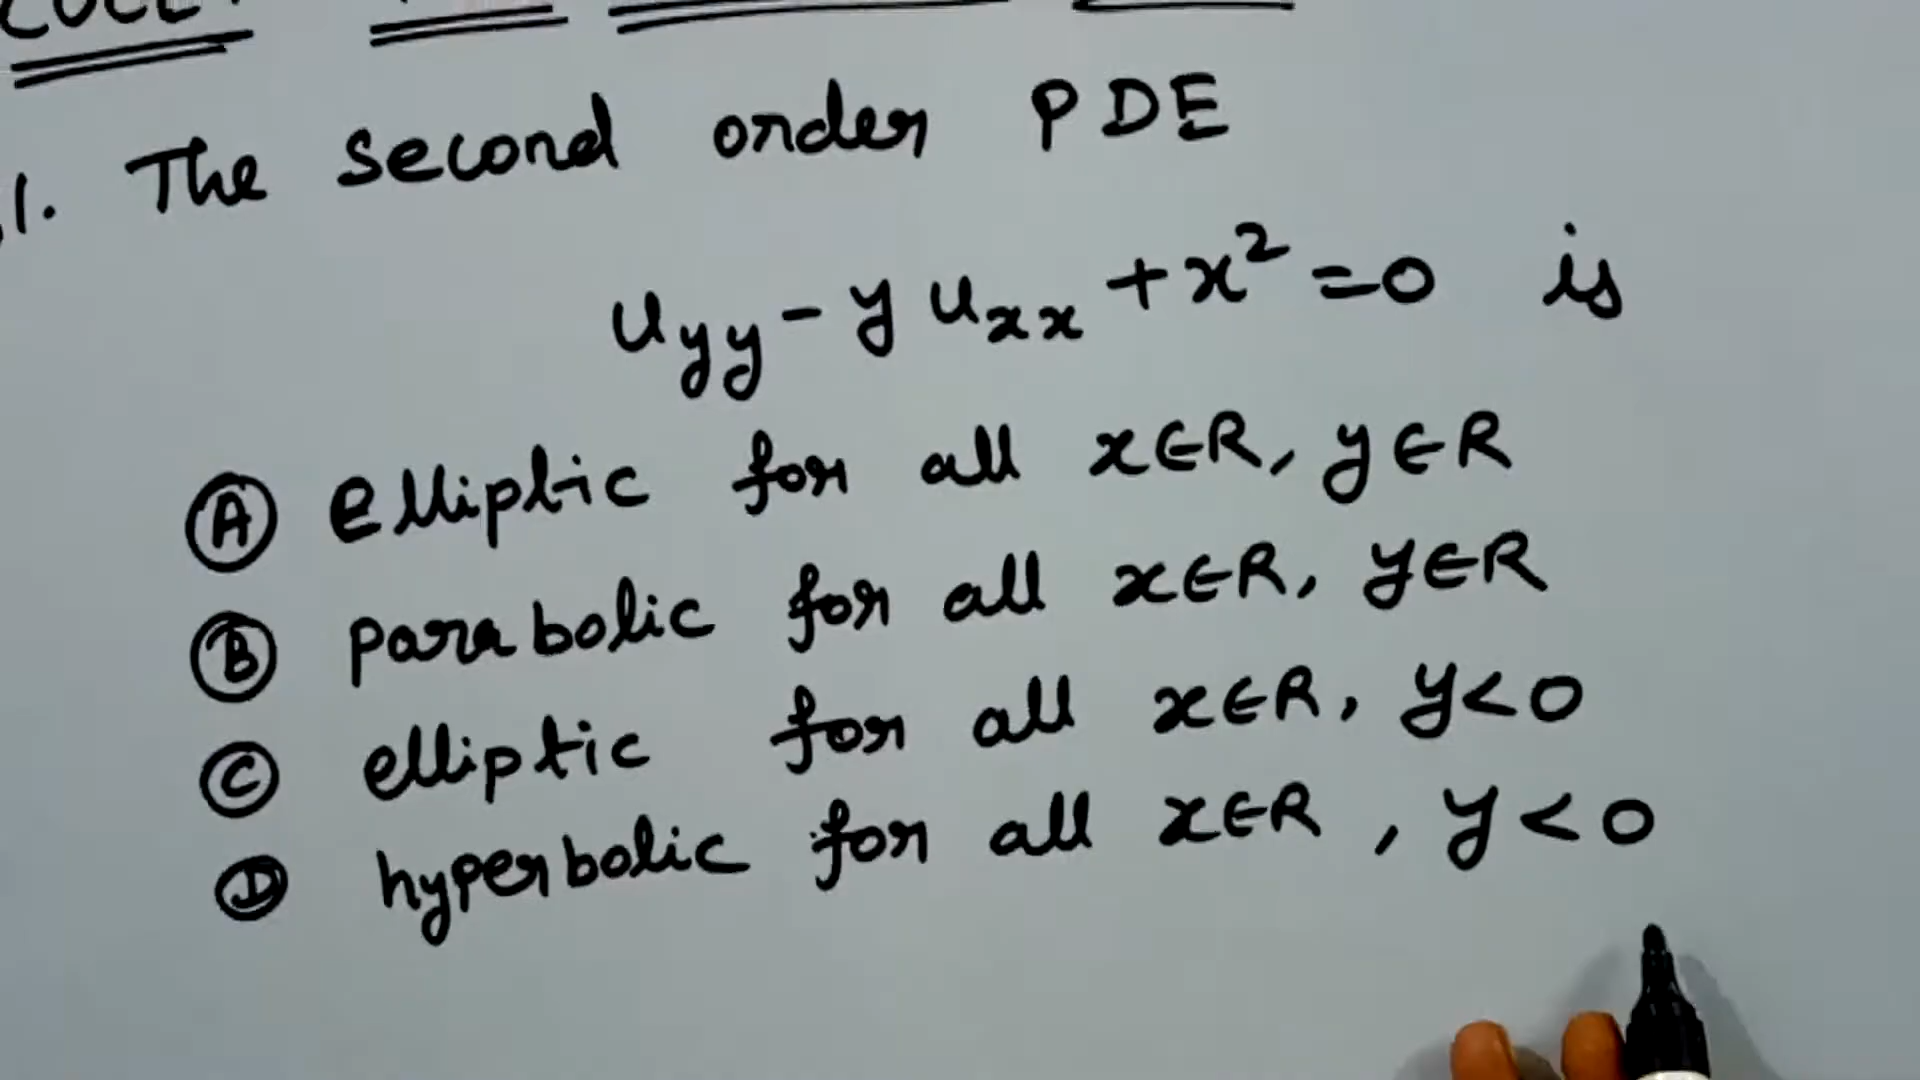 1. The second order PDE
u_yy - y u_xx + x² = 0 is
Ⓐ elliptic for all x∈R, y∈R
Ⓑ parabolic for all x∈R, y∈R
Ⓒ elliptic for all x∈R, y<0
Ⓓ hyperbolic for all x∈R, y<0